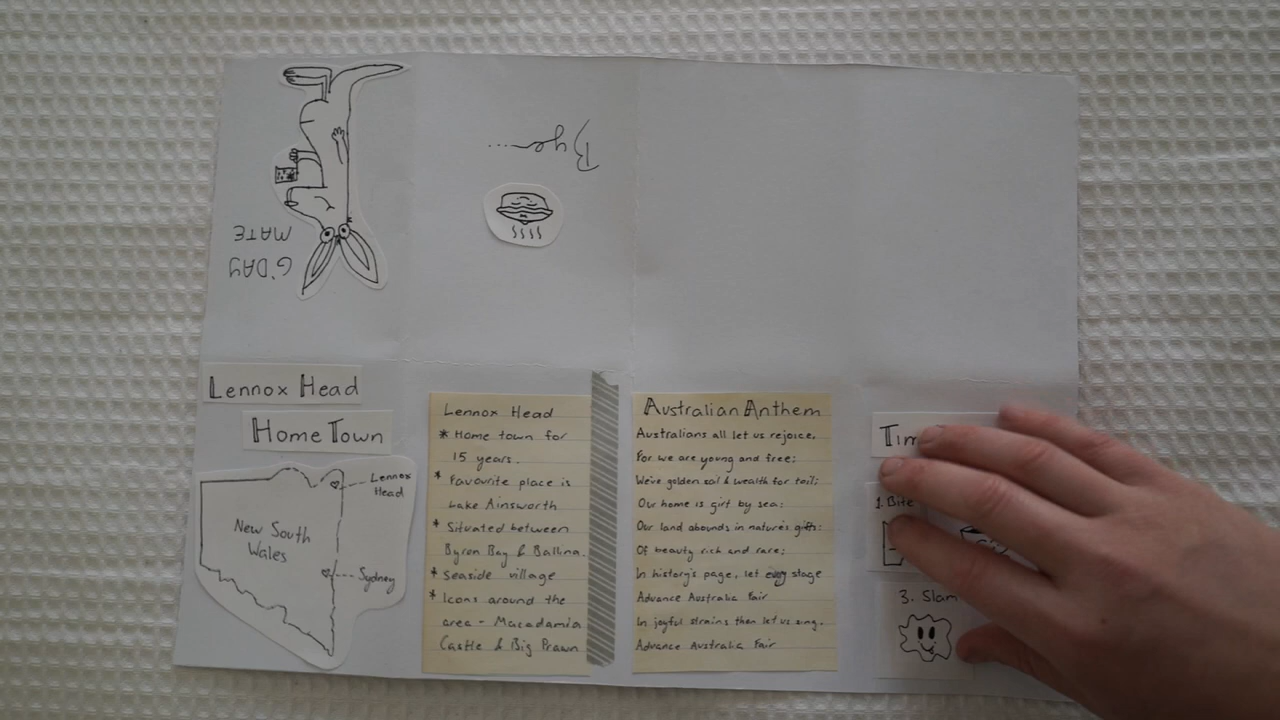 G'DAY
MATE
Bye....
Lennox Head
Home Town
Lennox
Head
New South
Wales
Sydney
Lennox Head
* Home town for
15 years.
* Favourite place is
Lake Ainsworth
* Situated between
Byron Bay & Ballina.
* Seaside village
* Icons around the
area - Macadamia
Castle & Big Prawn
Australian Anthem
Australians all let us rejoice,
For we are young and free;
We've golden soil & wealth for toil;
Our home is girt by sea:
Our land abounds in nature's gifts:
Of beauty rich and rare;
In history's page, let every stage
Advance Australia Fair
In joyful strains then let us sing,
Advance Australia Fair
1. Bite
3. Slam